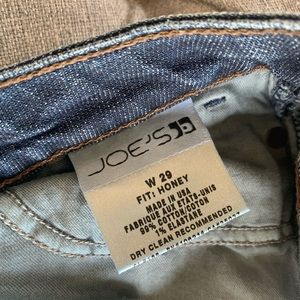 JOE'S
W 29
FIT: HONEY
MADE IN USA
FABRIQUE AUX ETATS-UNIS
99% COTTON/COTON
1% ELASTANE
DRY CLEAN RECOMMENDED